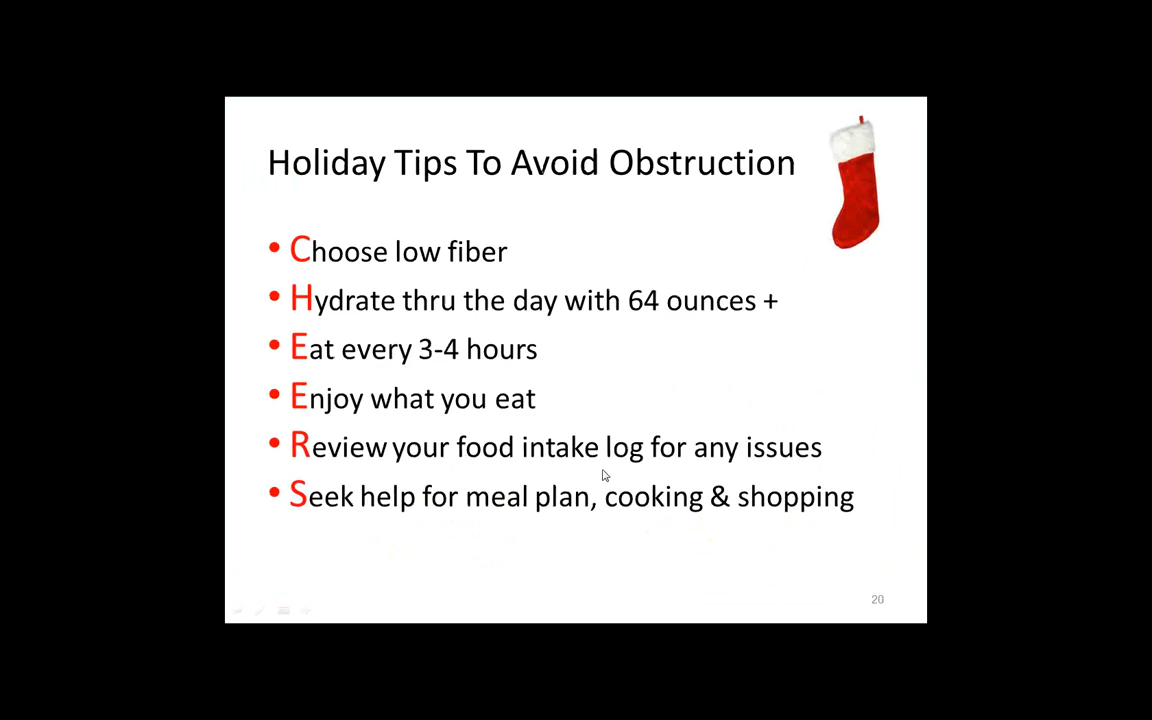 Holiday Tips To Avoid Obstruction
• Choose low fiber
• Hydrate thru the day with 64 ounces +
• Eat every 3-4 hours
• Enjoy what you eat
• Review your food intake log for any issues
• Seek help for meal plan, cooking & shopping
20